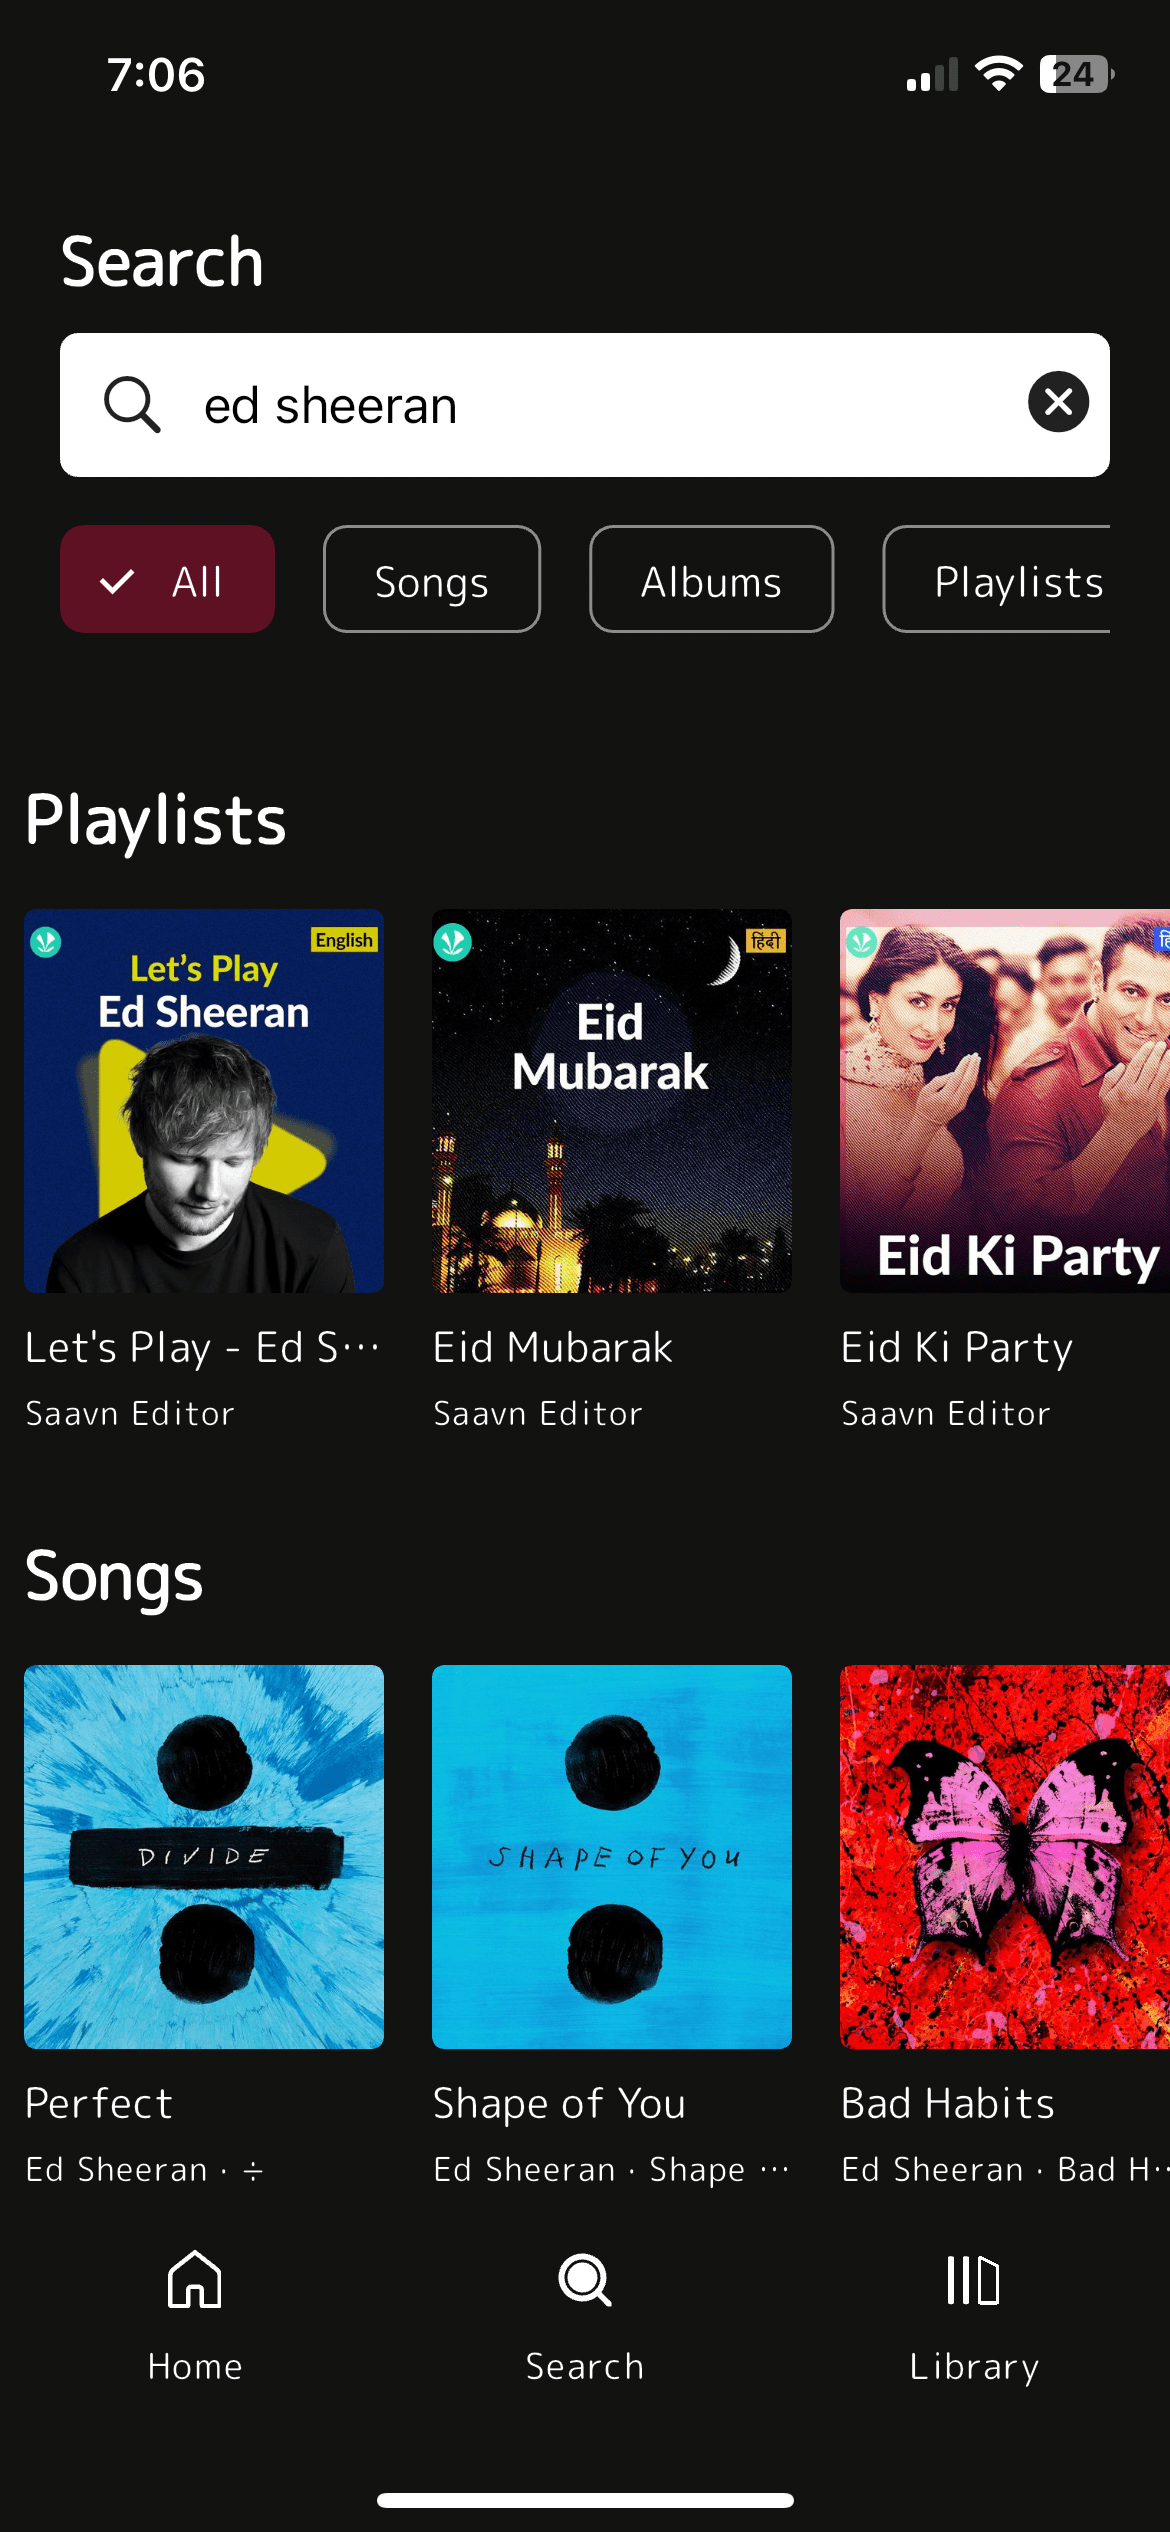 7:06
24
Search
ed sheeran
All
Songs
Albums
Playlists
Playlists
English
Let's Play
Ed Sheeran
हिंदी
Eid
Mubarak
Eid Ki Party
Let's Play - Ed S···
Eid Mubarak
Eid Ki Party
Saavn Editor
Saavn Editor
Saavn Editor
Songs
DIVIDE
SHAPE OF YOU
Perfect
Shape of You
Bad Habits
Ed Sheeran · ÷
Ed Sheeran · Shape ···
Ed Sheeran · Bad H··
Home
Search
Library